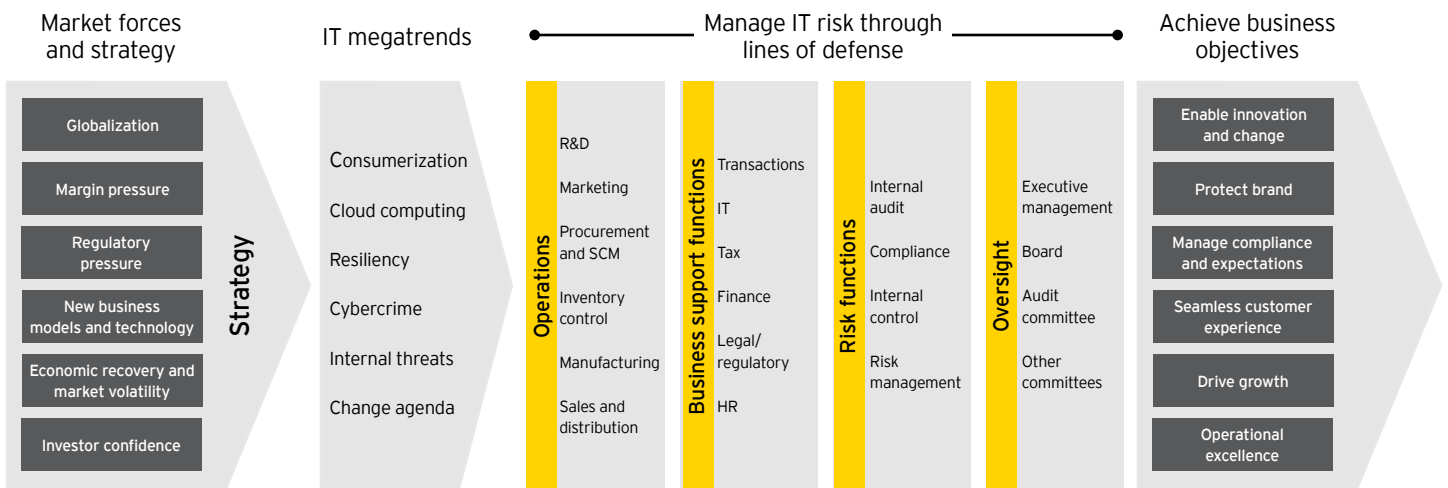 Market forces
and strategy
IT megatrends
Manage IT risk through
lines of defense
Achieve business
objectives
Globalization
Margin pressure
Regulatory
pressure
New business
models and technology
Economic recovery and
market volatility
Investor confidence
Strategy
Consumerization
Cloud computing
Resiliency
Cybercrime
Internal threats
Change agenda
Operations
R&D
Marketing
Procurement
and SCM
Inventory
control
Manufacturing
Sales and
distribution
Business support functions
Transactions
IT
Tax
Finance
Legal/
regulatory
HR
Risk functions
Internal
audit
Compliance
Internal
control
Risk
management
Oversight
Executive
management
Board
Audit
committee
Other
committees
Enable innovation
and change
Protect brand
Manage compliance
and expectations
Seamless customer
experience
Drive growth
Operational
excellence